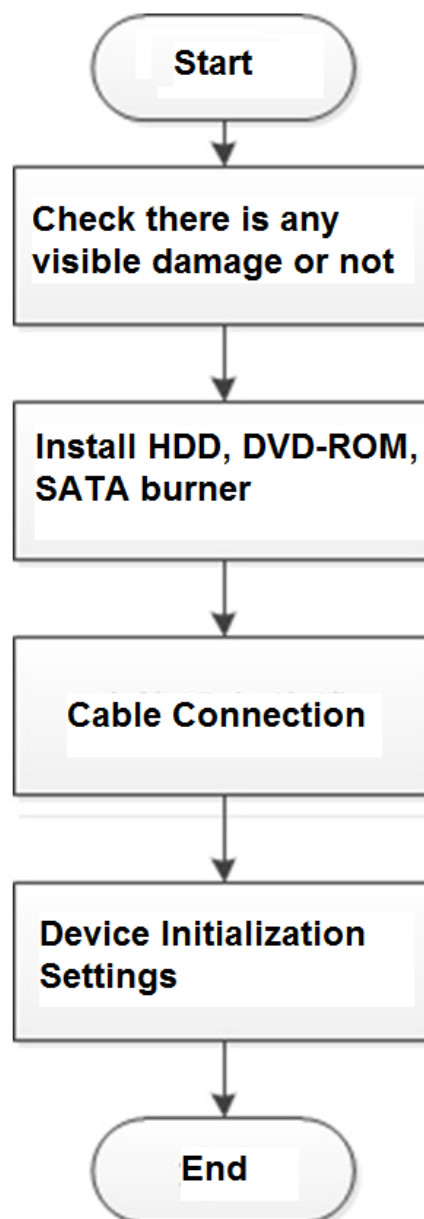 Start
Check there is any
visible damage or not
Install HDD, DVD-ROM,
SATA burner
Cable Connection
Device Initialization
Settings
End